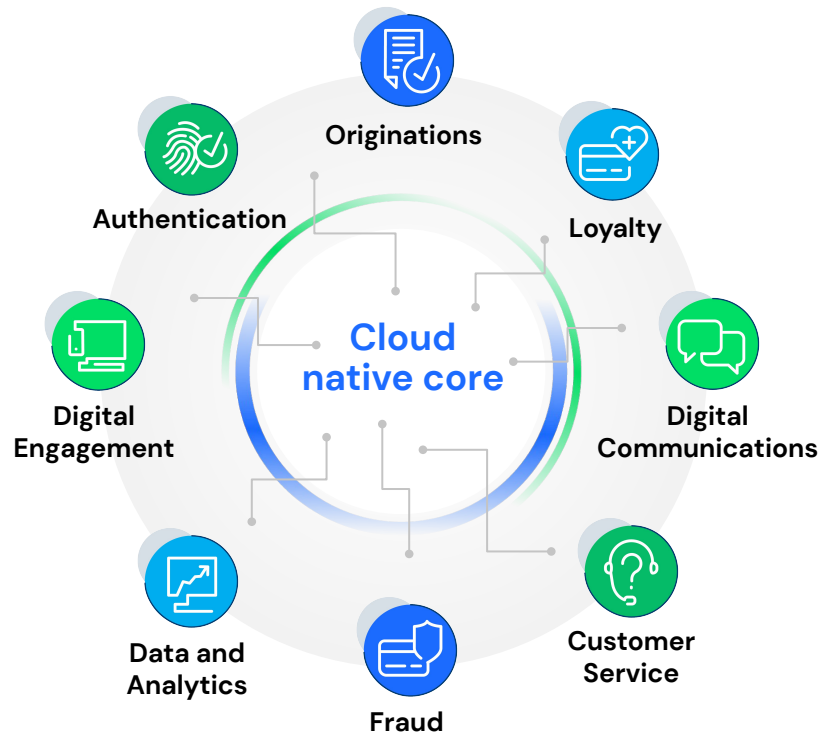 Originations
Authentication
Loyalty
Cloud
native core
Digital
Engagement
Digital
Communications
Data and
Analytics
Customer
Service
Fraud